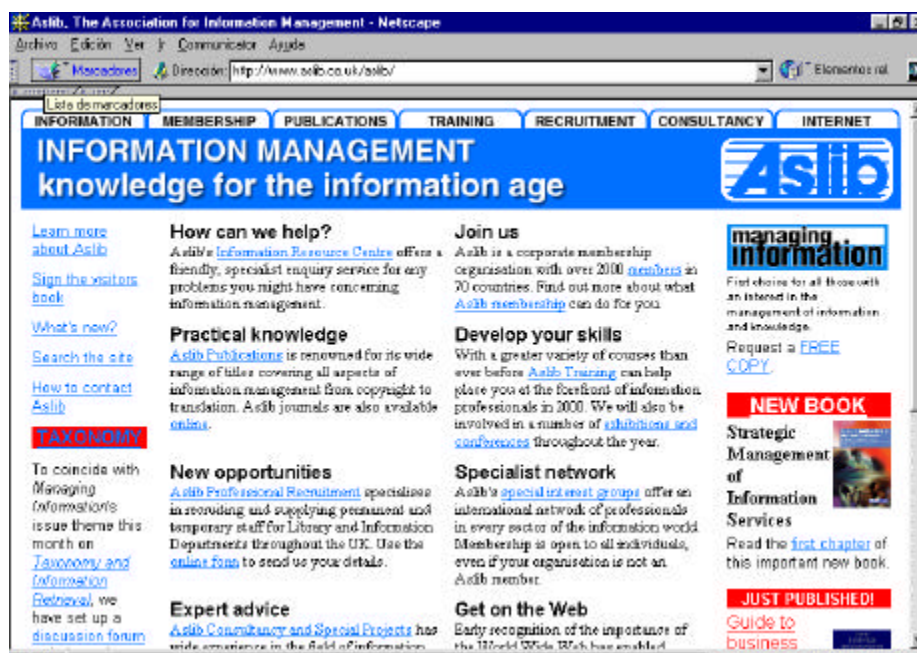 Aslib, The Association for Information Management - Netscape
Archivo Edición Ver Ir Communicator Ayuda
Marcadores Dirección: http://www.aslib.co.uk/aslib/ Elementos rel.
Lista de marcadores
INFORMATION MEMBERSHIP PUBLICATIONS TRAINING RECRUITMENT CONSULTANCY INTERNET
INFORMATION MANAGEMENT
knowledge for the information age
Aslib
Learn more
about Aslib
Sign the visitors
book
What's new?
Search the site
How to contact
Aslib
TAXONOMY
To coincide with
Managing
Information's
issue theme this
month on
Taxonomy and
Information
Retrieval, we
have set up a
discussion forum
How can we help?
Aslib's Information Resource Centre offers a
friendly, specialist enquiry service for any
problems you might have concerning
information management.
Practical knowledge
Aslib Publications is renowned for its wide
range of titles covering all aspects of
information management from copyright to
translation. Aslib journals are also available
online.
New opportunities
Aslib Professional Recruitment specialises
in recruiting and supplying permanent and
temporary staff for Library and Information
Departments throughout the UK. Use the
online form to send us your details.
Expert advice
Aslib Consultancy and Special Projects has
wide experience in the field of information
Join us
Aslib is a corporate membership
organisation with over 2000 members in
70 countries. Find out more about what
Aslib membership can do for you.
Develop your skills
With a greater variety of courses than
ever before Aslib Training can help
place you at the forefront of information
professionals in 2000. We will also be
involved in a number of exhibitions and
conferences throughout the year.
Specialist network
Aslib's special interest groups offer an
international network of professionals
in every sector of the information world.
Membership is open to all individuals,
even if your organisation is not an
Aslib member.
Get on the Web
Early recognition of the importance of
the World Wide Web has enabled
managing
information
First choice for all those with
an interest in the
management of information
and knowledge.
Request a FREE
COPY.
NEW BOOK
Strategic
Management
of
Information
Services
Read the first chapter of
this important new book.
JUST PUBLISHED!
Guide to
business